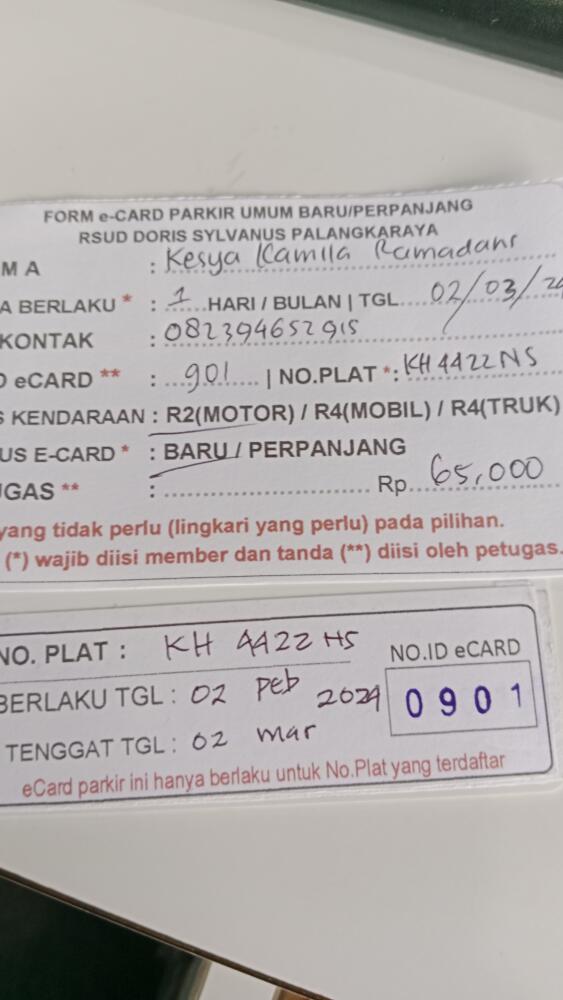 FORM e-CARD PARKIR UMUM BARU/PERPANJANG
RSUD DORIS SYLVANUS PALANGKARAYA
M A : Kesya Kamila Ramadani
A BERLAKU * : 1 HARI / BULAN | TGL 02/03/20
KONTAK : 082394652915
D eCARD ** : 901 | NO.PLAT *: KH 4422 NS
S KENDARAAN : R2(MOTOR) / R4(MOBIL) / R4(TRUK)
US E-CARD * : BARU / PERPANJANG
UGAS ** : Rp. 65,000
yang tidak perlu (lingkari yang perlu) pada pilihan.
(*) wajib diisi member dan tanda (**) diisi oleh petugas.
NO. PLAT : KH 4422 HS
NO.ID eCARD
BERLAKU TGL : 02 peb 2024
0901
TENGGAT TGL : 02 mar
eCard parkir ini hanya berlaku untuk No.Plat yang terdaftar